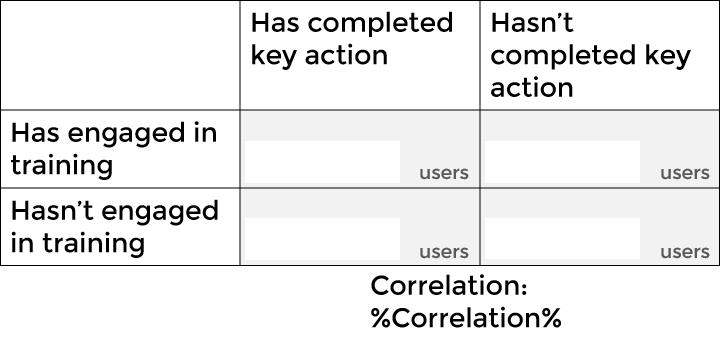 Has completed
key action
Hasn’t
completed key
action
Has engaged in
training
users
users
Hasn’t engaged
in training
users
users
Correlation:
%Correlation%